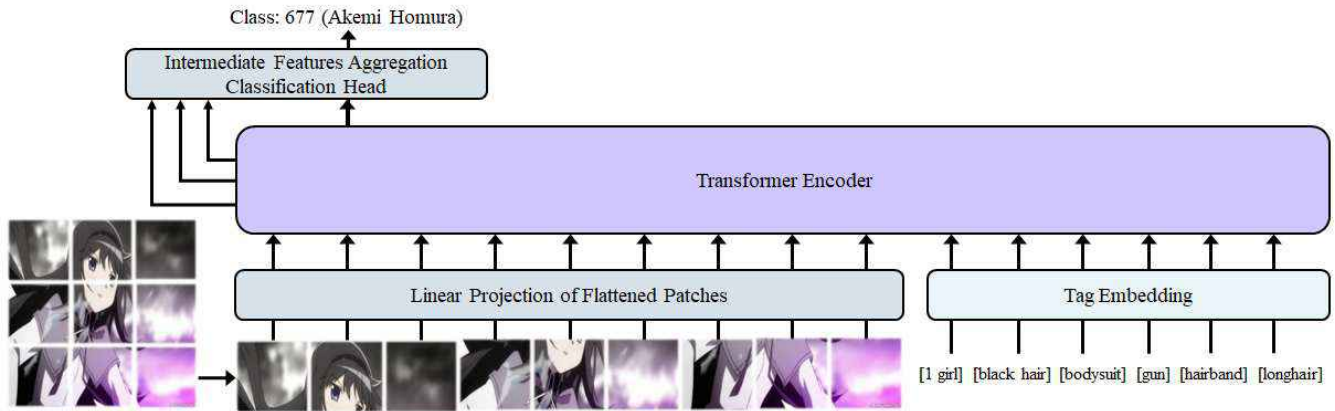 Class: 677 (Akemi Homura)
Intermediate Features Aggregation
Classification Head
Transformer Encoder
Linear Projection of Flattened Patches
Tag Embedding
[1 girl] [black hair] [bodysuit] [gun] [hairband] [longhair]